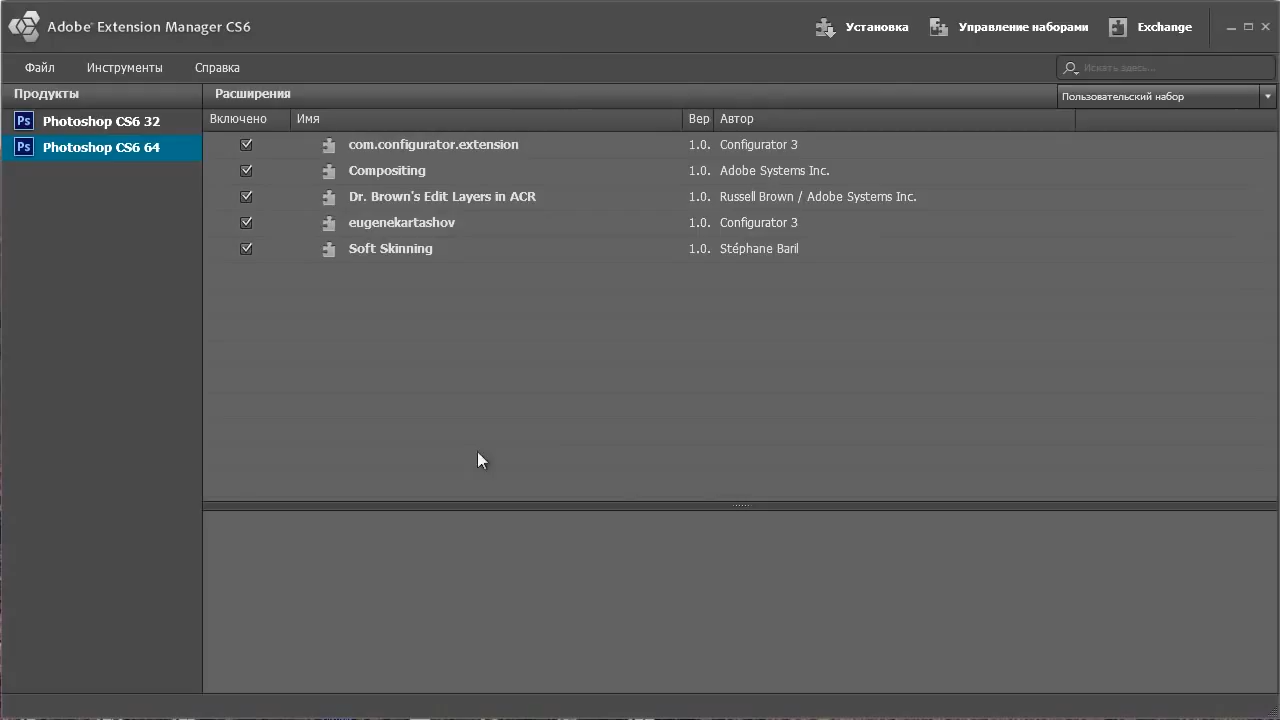 Adobe® Extension Manager CS6
Установка Управление наборами Exchange
Файл Инструменты Справка Искать здесь...
Продукты Расширения Пользовательский набор
Включено Имя Вер Автор
Ps Photoshop CS6 32
Ps Photoshop CS6 64
com.configurator.extension 1.0. Configurator 3
Compositing 1.0. Adobe Systems Inc.
Dr. Brown's Edit Layers in ACR 1.0. Russell Brown / Adobe Systems Inc.
eugenekartashov 1.0. Configurator 3
Soft Skinning 1.0. Stéphane Baril